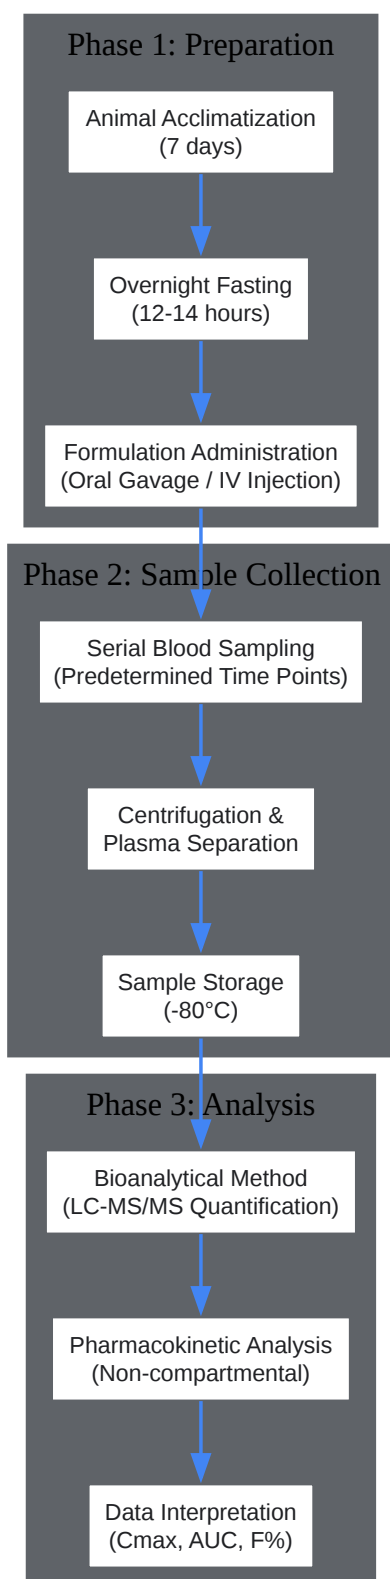 Phase 1: Preparation
Animal Acclimatization
(7 days)
Overnight Fasting
(12-14 hours)
Formulation Administration
(Oral Gavage / IV Injection)
Phase 2: Sample Collection
Serial Blood Sampling
(Predetermined Time Points)
Centrifugation &
Plasma Separation
Sample Storage
(-80°C)
Phase 3: Analysis
Bioanalytical Method
(LC-MS/MS Quantification)
Pharmacokinetic Analysis
(Non-compartmental)
Data Interpretation
(Cmax, AUC, F%)